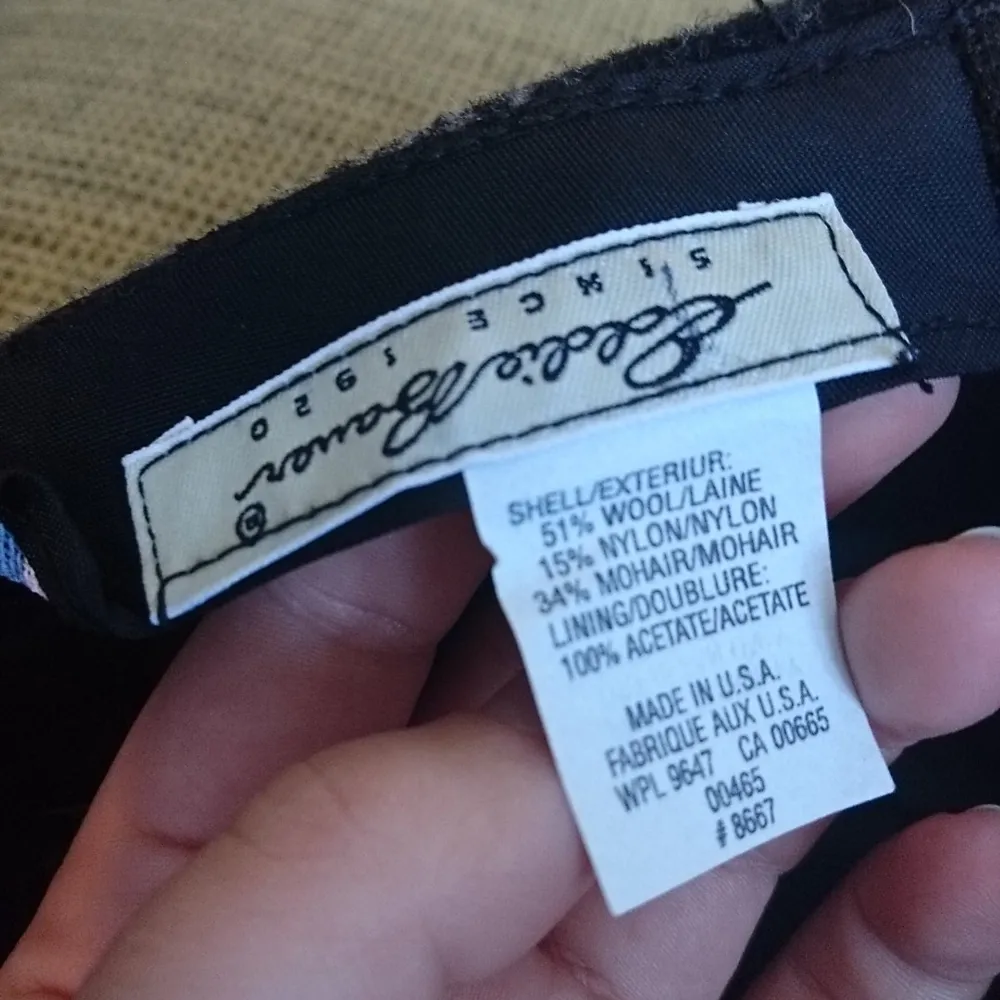 Eddie Bauer®
SINCE 1920
SHELL/EXTERIUR:
51% WOOL/LAINE
15% NYLON/NYLON
34% MOHAIR/MOHAIR
LINING/DOUBLURE:
100% ACETATE/ACETATE
MADE IN U.S.A.
FABRIQUE AUX U.S.A.
WPL 9647 CA 00665
00465
#8667